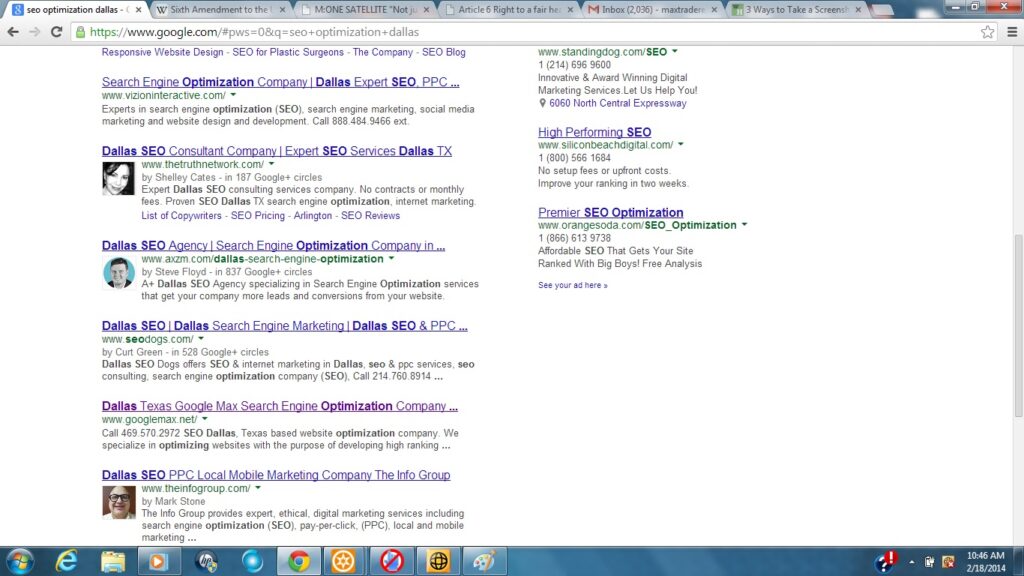 seo optimization dallas - G
Sixth Amendment to the U
M:ONE SATELLITE "Not ju
Article 6 Right to a fair hea
Inbox (2,036) - maxtradere
3 Ways to Take a Screensh
https://www.google.com/#pws=0&q=seo+optimization+dallas
Responsive Website Design - SEO for Plastic Surgeons - The Company - SEO Blog
Search Engine Optimization Company | Dallas Expert SEO, PPC ...
www.vizioninteractive.com/
Experts in search engine optimization (SEO), search engine marketing, social media
marketing and website design and development. Call 888.484.9466 ext.
Dallas SEO Consultant Company | Expert SEO Services Dallas TX
www.thetruthnetwork.com/
by Shelley Cates - in 187 Google+ circles
Expert Dallas SEO consulting services company. No contracts or monthly
fees. Proven SEO Dallas TX search engine optimization, internet marketing.
List of Copywriters - SEO Pricing - Arlington - SEO Reviews
Dallas SEO Agency | Search Engine Optimization Company in ...
www.axzm.com/dallas-search-engine-optimization
by Steve Floyd - in 837 Google+ circles
A+ Dallas SEO Agency specializing in Search Engine Optimization services
that get your company more leads and conversions from your website.
Dallas SEO | Dallas Search Engine Marketing | Dallas SEO & PPC ...
www.seodogs.com/
by Curt Green - in 528 Google+ circles
Dallas SEO Dogs offers SEO & internet marketing in Dallas, seo & ppc services, seo
consulting, search engine optimization company (SEO), Call 214.760.8914 ...
Dallas Texas Google Max Search Engine Optimization Company ...
www.googlemax.net/
Call 469.570.2972 SEO Dallas, Texas based website optimization company. We
specialize in optimizing websites with the purpose of developing high ranking ...
Dallas SEO PPC Local Mobile Marketing Company The Info Group
www.theinfogroup.com/
by Mark Stone
The Info Group provides expert, ethical, digital marketing services including
search engine optimization (SEO), pay-per-click, (PPC), local and mobile
marketing ...
www.standingdog.com/SEO
1 (214) 696 9600
Innovative & Award Winning Digital
Marketing Services.Let Us Help You!
6060 North Central Expressway
High Performing SEO
www.siliconbeachdigital.com/
1 (800) 566 1684
No setup fees or upfront costs.
Improve your ranking in two weeks.
Premier SEO Optimization
www.orangesoda.com/SEO_Optimization
1 (866) 613 9738
Affordable SEO That Gets Your Site
Ranked With Big Boys! Free Analysis
See your ad here »
10:46 AM
2/18/2014